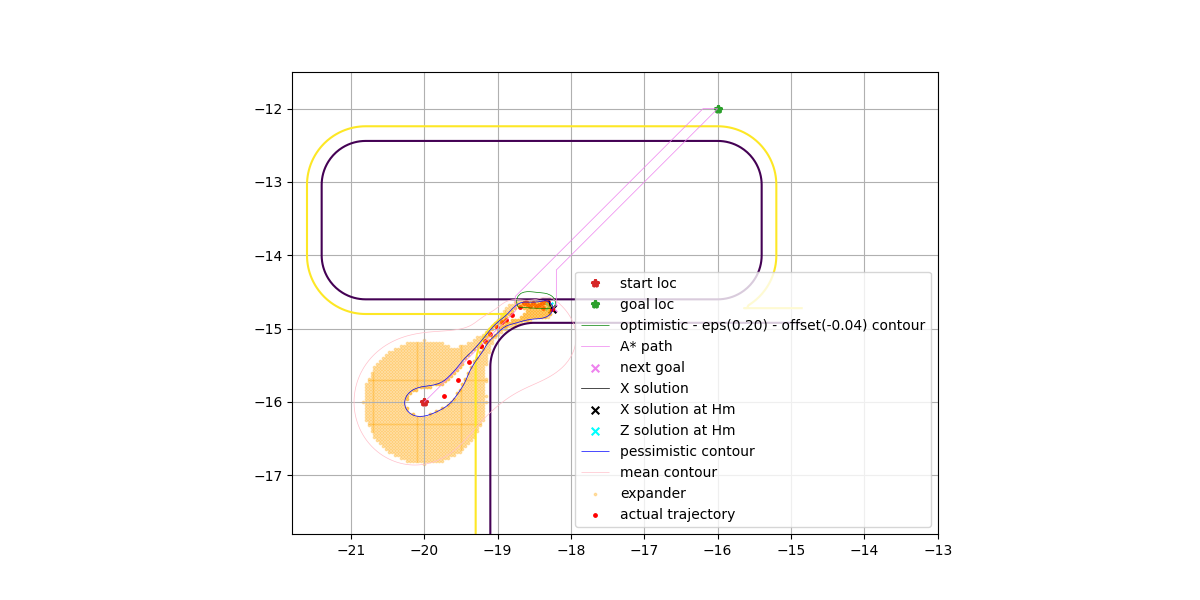 −12
−13
−14
−15
−16
−17
−21
−20
−19
−18
−17
−16
−15
−14
−13
start loc
goal loc
optimistic - eps(0.20) - offset(-0.04) contour
A* path
next goal
X solution
X solution at Hm
Z solution at Hm
pessimistic contour
mean contour
expander
actual trajectory